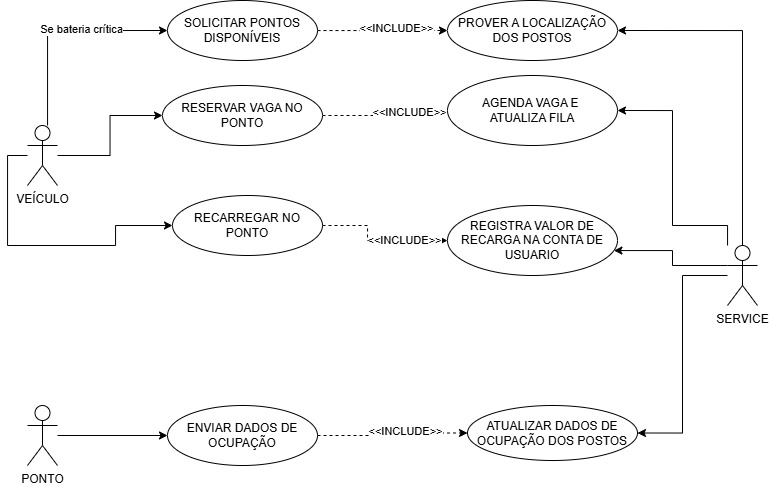 Se bateria crítica
SOLICITAR PONTOS
DISPONÍVEIS
<<INCLUDE>>
PROVER A LOCALIZAÇÃO
DOS POSTOS
RESERVAR VAGA NO
PONTO
<<INCLUDE>>
AGENDA VAGA E
ATUALIZA FILA
VEÍCULO
RECARREGAR NO
PONTO
<<INCLUDE>>
REGISTRA VALOR DE
RECARGA NA CONTA DE
USUARIO
SERVICE
ENVIAR DADOS DE
OCUPAÇÃO
<<INCLUDE>>
ATUALIZAR DADOS DE
OCUPAÇÃO DOS POSTOS
PONTO